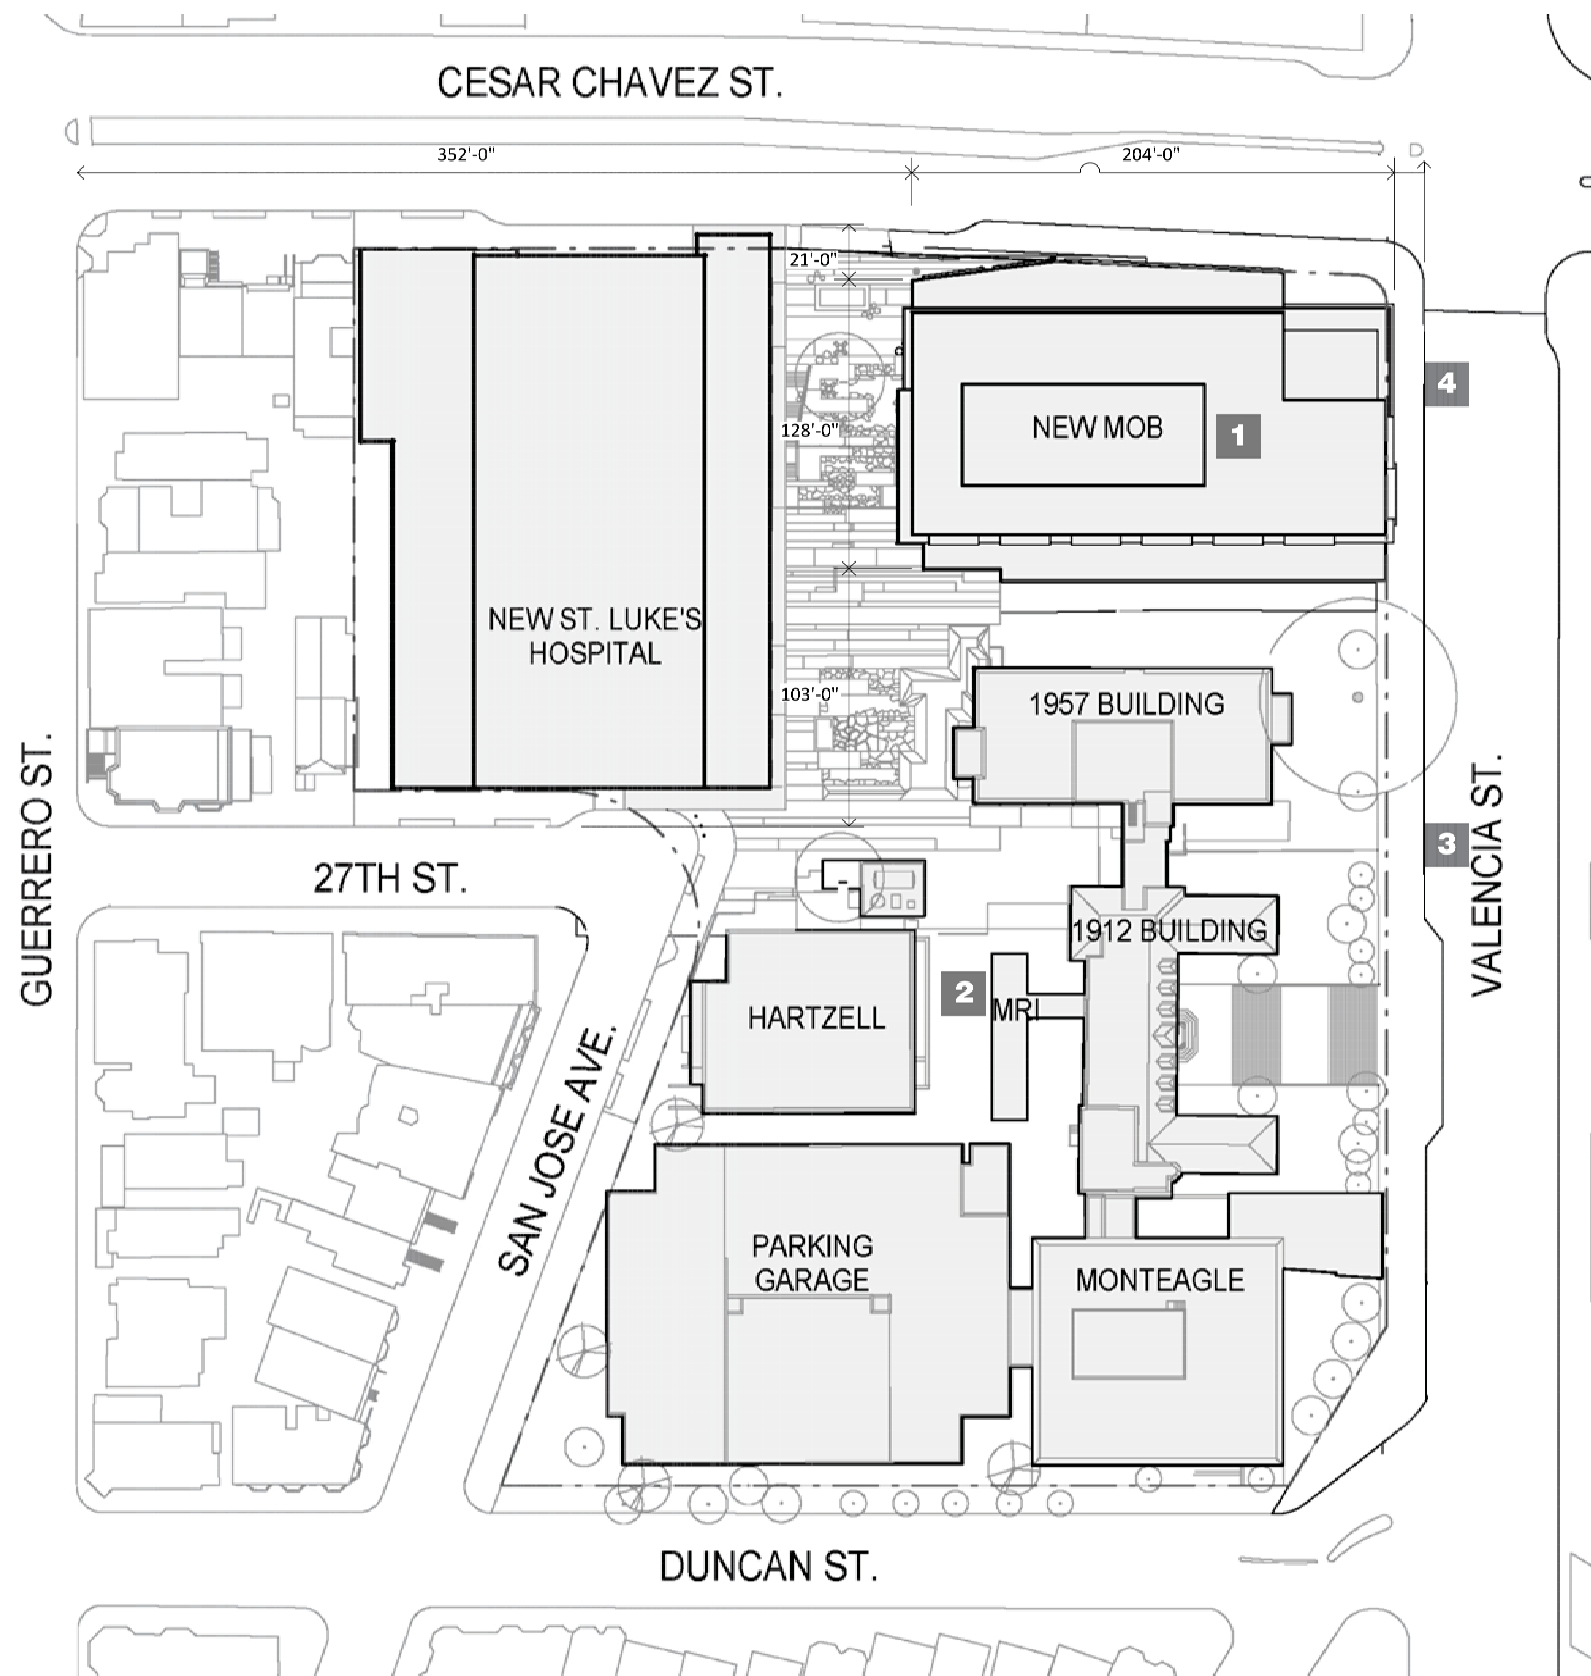 CESAR CHAVEZ ST.
352'-0"
204'-0"
21'-0"
4
NEW MOB
1
128'-0"
NEW ST. LUKE'S
HOSPITAL
103'-0"
1957 BUILDING
GUERRERO ST.
VALENCIA ST.
3
27TH ST.
1912 BUILDING
2
MRI
HARTZELL
SAN JOSE AVE.
PARKING
GARAGE
MONTEAGLE
DUNCAN ST.